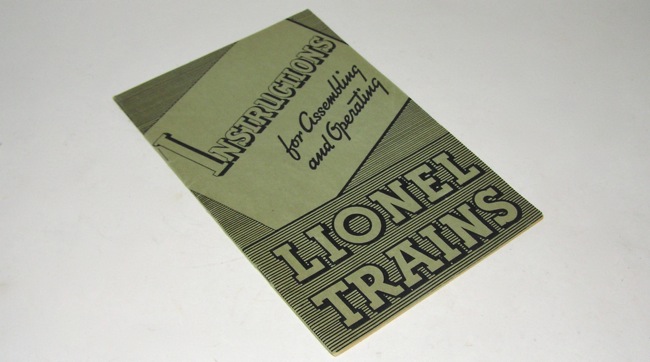 INSTRUCTIONS
for Assembling
and Operating
LIONEL
TRAINS